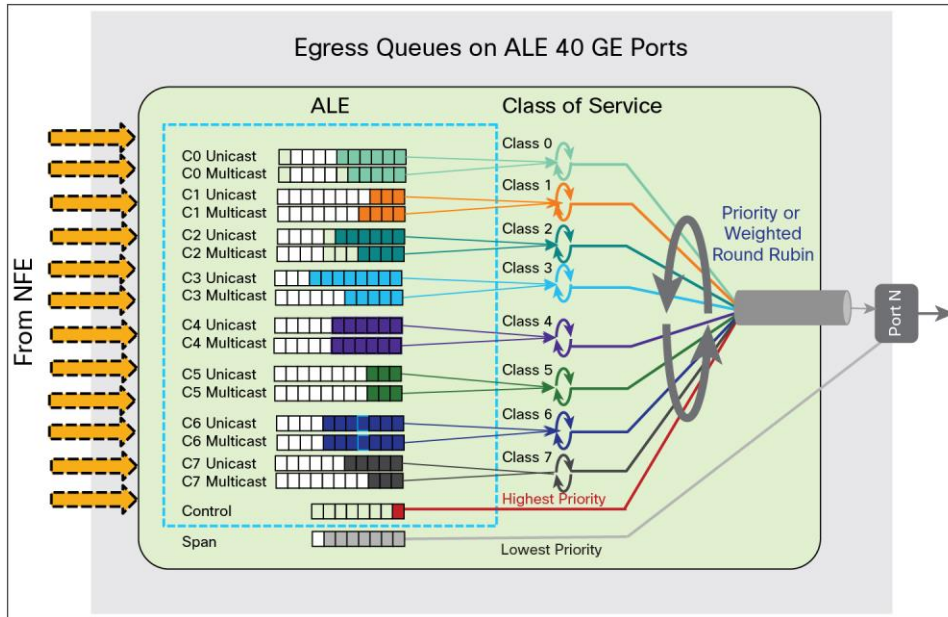 Egress Queues on ALE 40 GE Ports
ALE
Class of Service
From NFE
C0 Unicast
C0 Multicast
C1 Unicast
C1 Multicast
C2 Unicast
C2 Multicast
C3 Unicast
C3 Multicast
C4 Unicast
C4 Multicast
C5 Unicast
C5 Multicast
C6 Unicast
C6 Multicast
C7 Unicast
C7 Multicast
Control
Span
Class 0
Class 1
Class 2
Class 3
Class 4
Class 5
Class 6
Class 7
Highest Priority
Lowest Priority
Priority or
Weighted
Round Rubin
Port N